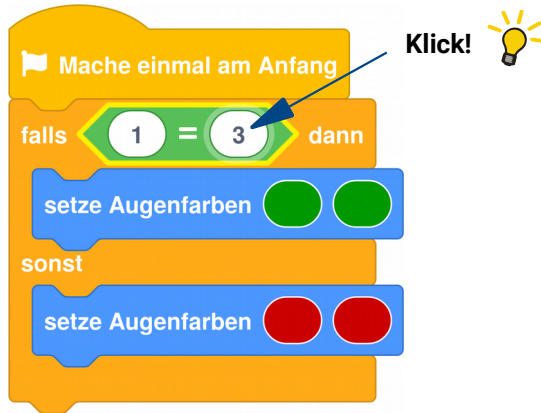 Klick!
Mache einmal am Anfang
falls 1 = 3 dann
setze Augenfarben
sonst
setze Augenfarben